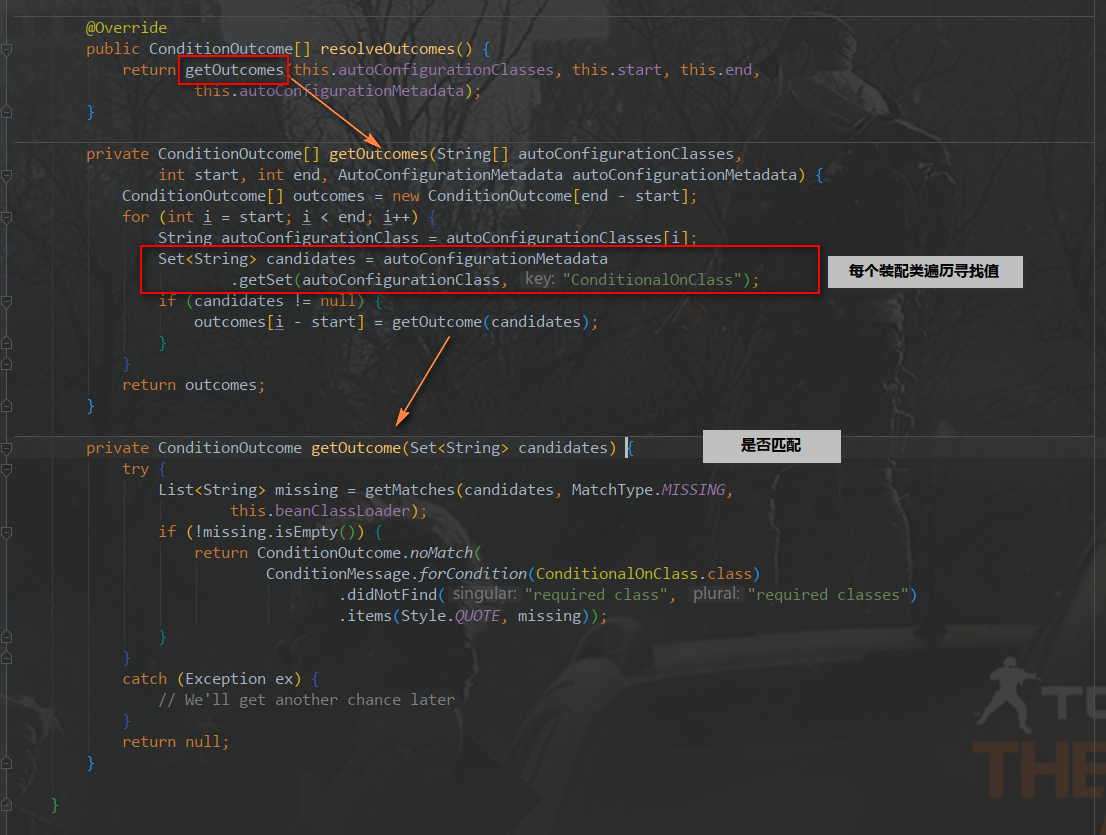 @Override
public ConditionOutcome[] resolveOutcomes() {
return getOutcomes(this.autoConfigurationClasses, this.start, this.end,
this.autoConfigurationMetadata);
}
private ConditionOutcome[] getOutcomes(String[] autoConfigurationClasses,
int start, int end, AutoConfigurationMetadata autoConfigurationMetadata) {
ConditionOutcome[] outcomes = new ConditionOutcome[end - start];
for (int i = start; i < end; i++) {
String autoConfigurationClass = autoConfigurationClasses[i];
Set<String> candidates = autoConfigurationMetadata
.getSet(autoConfigurationClass, key: "ConditionalOnClass");
每个装配类遍历寻找值
if (candidates != null) {
outcomes[i - start] = getOutcome(candidates);
}
}
return outcomes;
}
private ConditionOutcome getOutcome(Set<String> candidates) {
是否匹配
try {
List<String> missing = getMatches(candidates, MatchType.MISSING,
this.beanClassLoader);
if (!missing.isEmpty()) {
return ConditionOutcome.noMatch(
ConditionMessage.forCondition(ConditionalOnClass.class)
.didNotFind( singular: "required class", plural: "required classes")
.items(Style.QUOTE, missing));
}
}
catch (Exception ex) {
// We'll get another chance later
}
return null;
}
}
THE